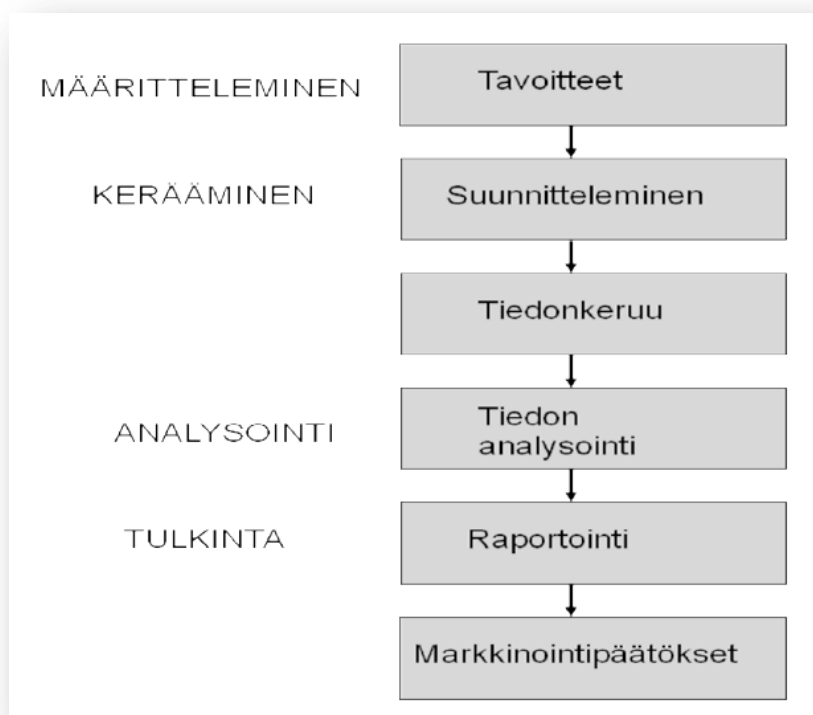 MÄÄRITTELEMINEN
Tavoitteet
KERÄÄMINEN
Suunnitteleminen
Tiedonkeruu
ANALYSOINTI
Tiedon
analysointi
TULKINTA
Raportointi
Markkinointipäätökset